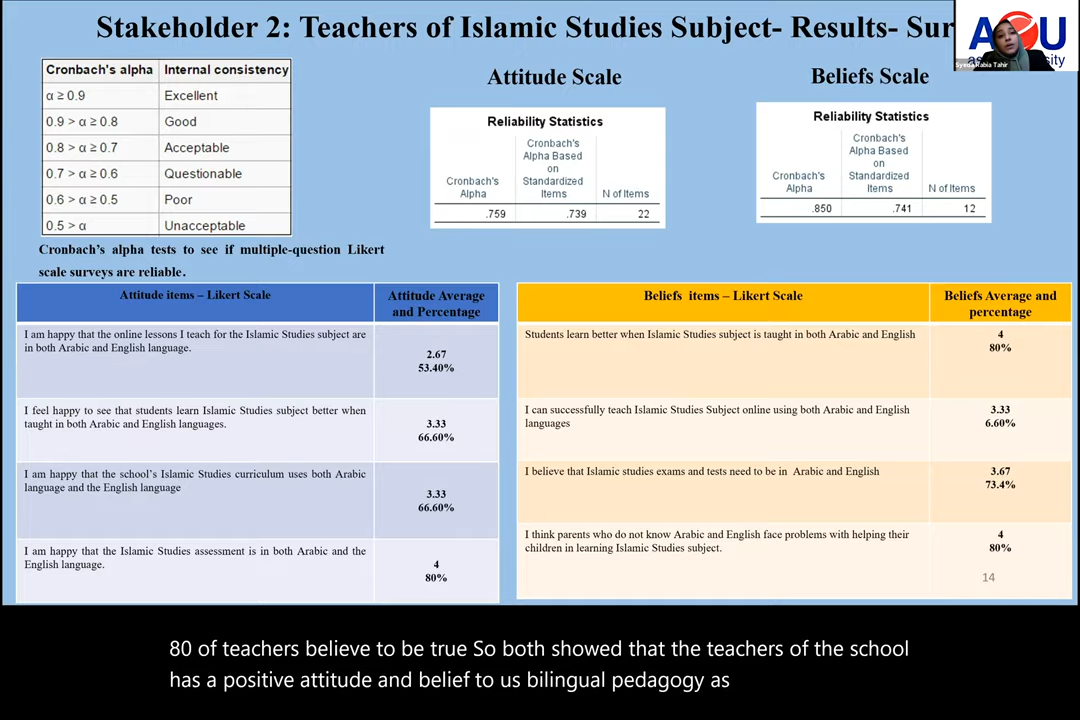 Stakeholder 2: Teachers of Islamic Studies Subject- Results- Sur
Syeda Rabia Tahir
Cronbach's alpha Internal consistency
α ≥ 0.9 Excellent
0.9 > α ≥ 0.8 Good
0.8 > α ≥ 0.7 Acceptable
0.7 > α ≥ 0.6 Questionable
0.6 > α ≥ 0.5 Poor
0.5 > α Unacceptable
Cronbach's alpha tests to see if multiple-question Likert
scale surveys are reliable.
Attitude Scale
Reliability Statistics
Cronbach's
Alpha
Cronbach's
Alpha Based
on
Standardized
Items
N of Items
.759 .739 22
Beliefs Scale
Reliability Statistics
Cronbach's
Alpha
Cronbach's
Alpha Based
on
Standardized
Items
N of Items
.850 .741 12
Attitude items – Likert Scale
Attitude Average
and Percentage
I am happy that the online lessons I teach for the Islamic Studies subject are
in both Arabic and English language.
2.67
53.40%
I feel happy to see that students learn Islamic Studies subject better when
taught in both Arabic and English languages.
3.33
66.60%
I am happy that the school's Islamic Studies curriculum uses both Arabic
language and the English language
3.33
66.60%
I am happy that the Islamic Studies assessment is in both Arabic and the
English language.
4
80%
Beliefs items – Likert Scale
Beliefs Average and
percentage
Students learn better when Islamic Studies subject is taught in both Arabic and English
4
80%
I can successfully teach Islamic Studies Subject online using both Arabic and English
languages
3.33
6.60%
I believe that Islamic studies exams and tests need to be in Arabic and English
3.67
73.4%
I think parents who do not know Arabic and English face problems with helping their
children in learning Islamic Studies subject.
4
80%
14
80 of teachers believe to be true So both showed that the teachers of the school
has a positive attitude and belief to us bilingual pedagogy as